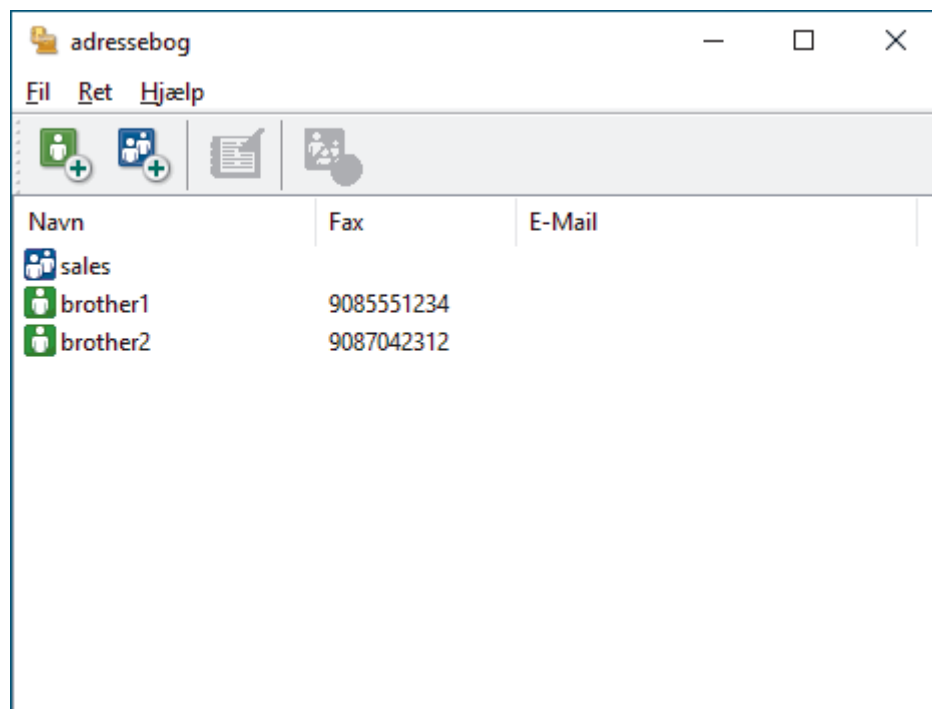 adressebog
Fil Ret Hjælp
Navn Fax E-Mail
sales
brother1 9085551234
brother2 9087042312